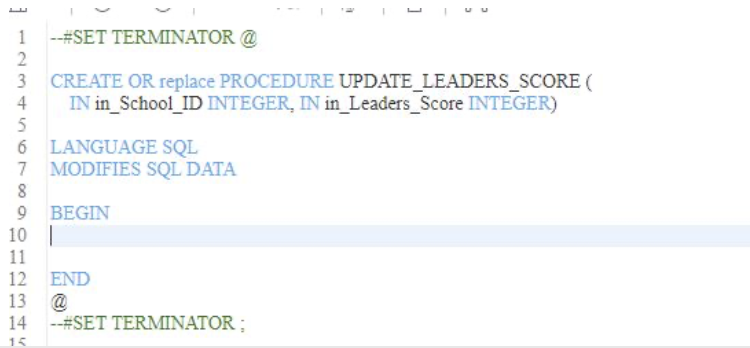 1 --#SET TERMINATOR @
2
3 CREATE OR replace PROCEDURE UPDATE_LEADERS_SCORE (
4 IN in_School_ID INTEGER, IN in_Leaders_Score INTEGER)
5
6 LANGUAGE SQL
7 MODIFIES SQL DATA
8
9 BEGIN
10
11
12 END
13 @
14 --#SET TERMINATOR ;
15